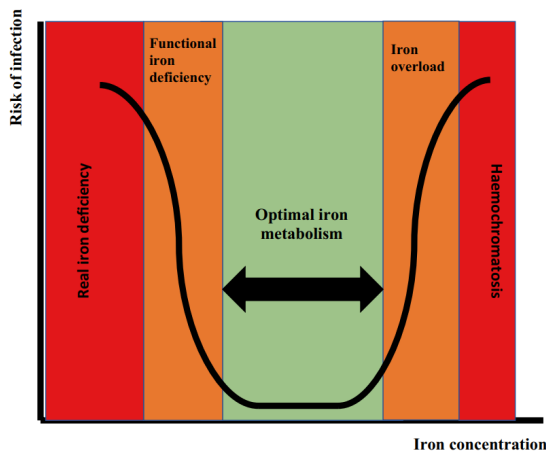 Risk of infection
Functional
iron
deficiency
Iron
overload
Real iron deficiency
Optimal iron
metabolism
Haemochromatosis
Iron concentration